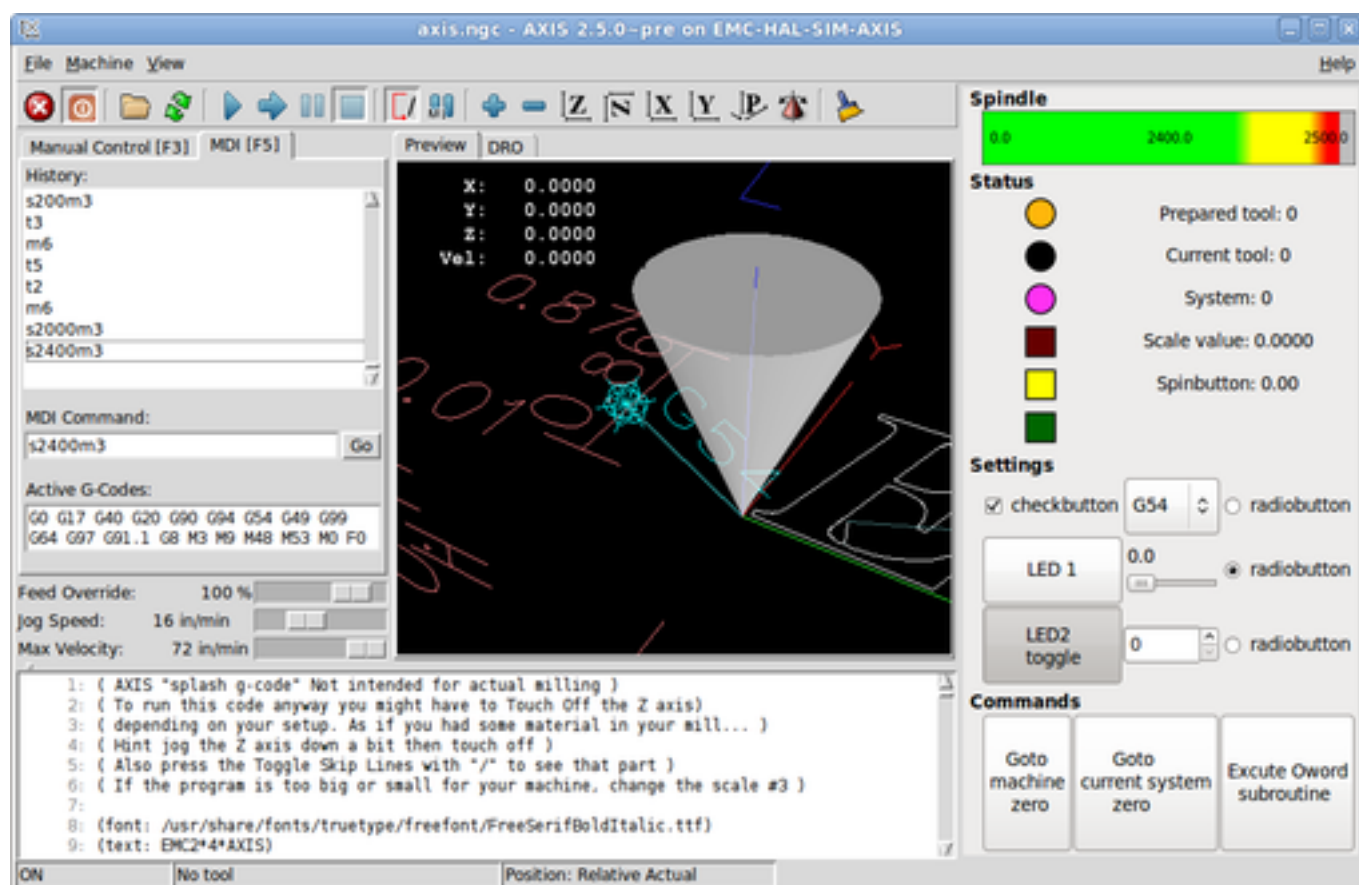 axis.ngc - AXIS 2.5.0~pre on EMC-HAL-SIM-AXIS
File Machine View Help
Z N X Y P
Manual Control [F3] MDI [F5]
History:
s200m3
t3
m6
t5
t2
m6
s2000m3
s2400m3
MDI Command:
s2400m3 Go
Active G-Codes:
G0 G17 G40 G20 G90 G94 G54 G49 G99
G64 G97 G91.1 G8 M3 M9 M48 M53 M0 F0
Feed Override: 100 %
Jog Speed: 16 in/min
Max Velocity: 72 in/min
Preview DRO
X: 0.0000
Y: 0.0000
Z: 0.0000
Vel: 0.0000
Y
G54
Spindle
0.0 2400.0 2500.0
Status
Prepared tool: 0
Current tool: 0
System: 0
Scale value: 0.0000
Spinbutton: 0.00
Settings
checkbutton G54 radiobutton
LED 1 0.0 radiobutton
LED2
toggle 0 radiobutton
Commands
Goto
machine
zero
Goto
current system
zero
Excute Oword
subroutine
1: ( AXIS "splash g-code" Not intended for actual milling )
2: ( To run this code anyway you might have to Touch Off the Z axis)
3: ( depending on your setup. As if you had some material in your mill... )
4: ( Hint jog the Z axis down a bit then touch off )
5: ( Also press the Toggle Skip Lines with "/" to see that part )
6: ( If the program is too big or small for your machine, change the scale #3 )
7:
8: (font: /usr/share/fonts/truetype/freefont/FreeSerifBoldItalic.ttf)
9: (text: EMC2*4*AXIS)
ON No tool Position: Relative Actual